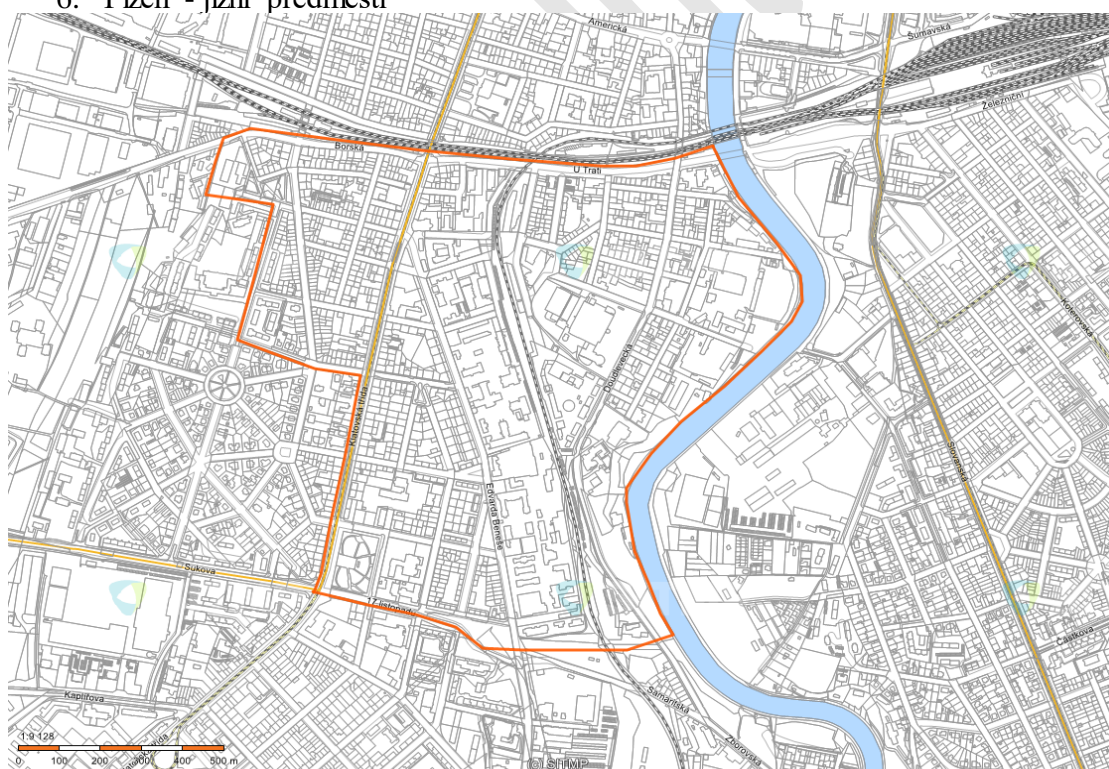 6. Plzeň - jižní předměstí
Americká
Šumavská
Železniční
Borská
U Trati
Koterovská
Doudlevecká
Klatovská třída
Slovanská
Edvarda Beneše
Sukova
17.listopadu
Částkova
Kaplířova
Samaritská
Zborovská
1:9 128
0 100 200 300 400 500 m
(c) SITMP